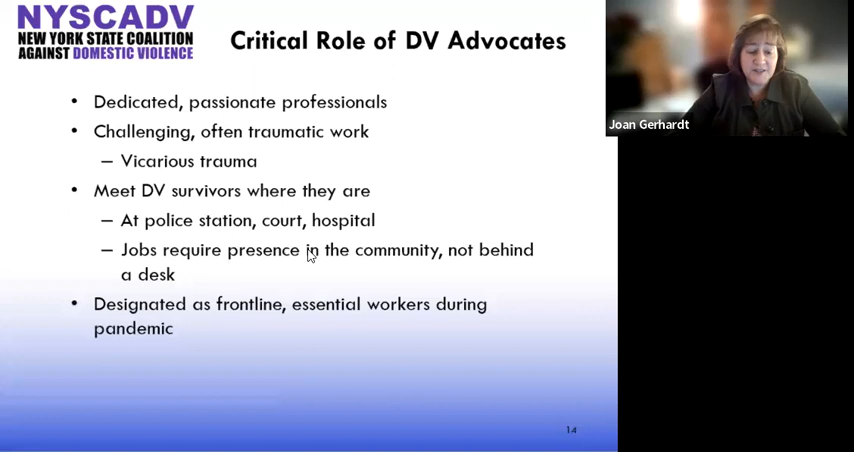 NYSCADV
NEW YORK STATE COALITION
AGAINST DOMESTIC VIOLENCE
Critical Role of DV Advocates
• Dedicated, passionate professionals
• Challenging, often traumatic work
– Vicarious trauma
• Meet DV survivors where they are
– At police station, court, hospital
– Jobs require presence in the community, not behind
a desk
• Designated as frontline, essential workers during
pandemic
14
Joan Gerhardt